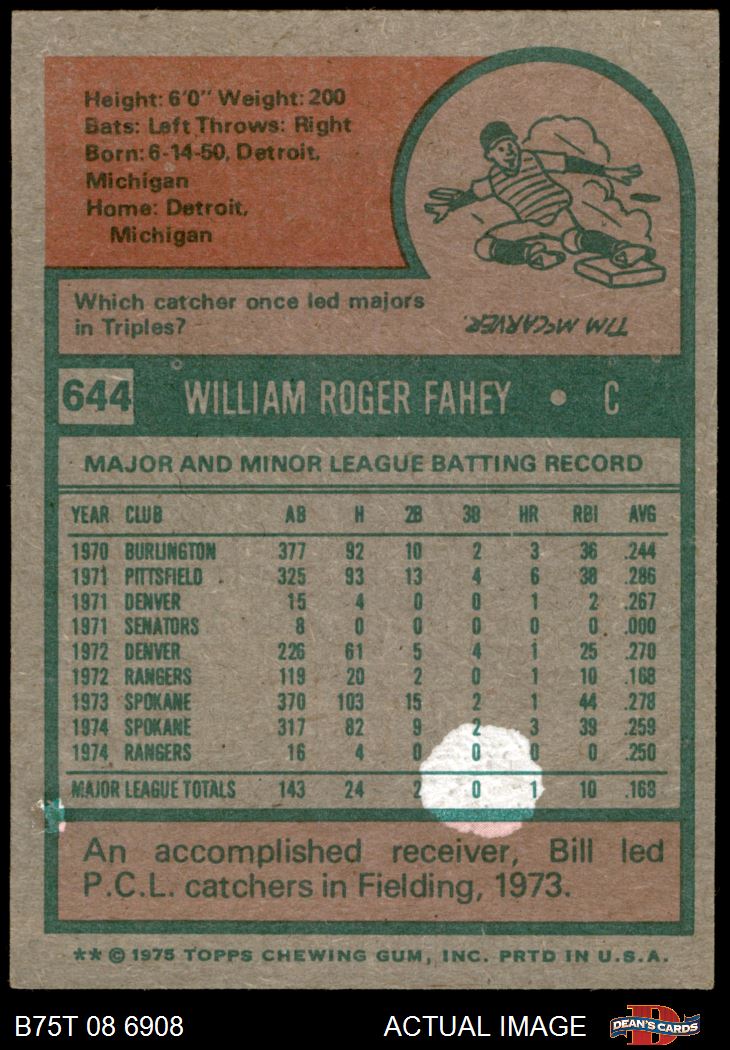 Height: 6'0" Weight: 200
Bats: Left Throws: Right
Born: 6-14-50, Detroit,
Michigan
Home: Detroit,
Michigan
Which catcher once led majors
in Triples?
TIM McCARVER.
644 WILLIAM ROGER FAHEY • C
MAJOR AND MINOR LEAGUE BATTING RECORD
YEAR CLUB AB H 2B 3B HR RBI AVG
1970 BURLINGTON 377 92 10 2 3 36 .244
1971 PITTSFIELD 325 93 13 4 6 38 .286
1971 DENVER 15 4 0 0 1 2 .267
1971 SENATORS 8 0 0 0 0 0 .000
1972 DENVER 226 61 5 4 1 25 .270
1972 RANGERS 119 20 2 0 1 10 .168
1973 SPOKANE 370 103 15 2 1 44 .278
1974 SPOKANE 317 82 9 2 3 39 .259
1974 RANGERS 16 4 0 0 0 0 .250
MAJOR LEAGUE TOTALS 143 24 2 0 1 10 .168
An accomplished receiver, Bill led
P.C.L. catchers in Fielding, 1973.
** © 1975 TOPPS CHEWING GUM, INC. PRTD IN U.S.A.
B75T 08 6908 ACTUAL IMAGE DEAN'S CARDS